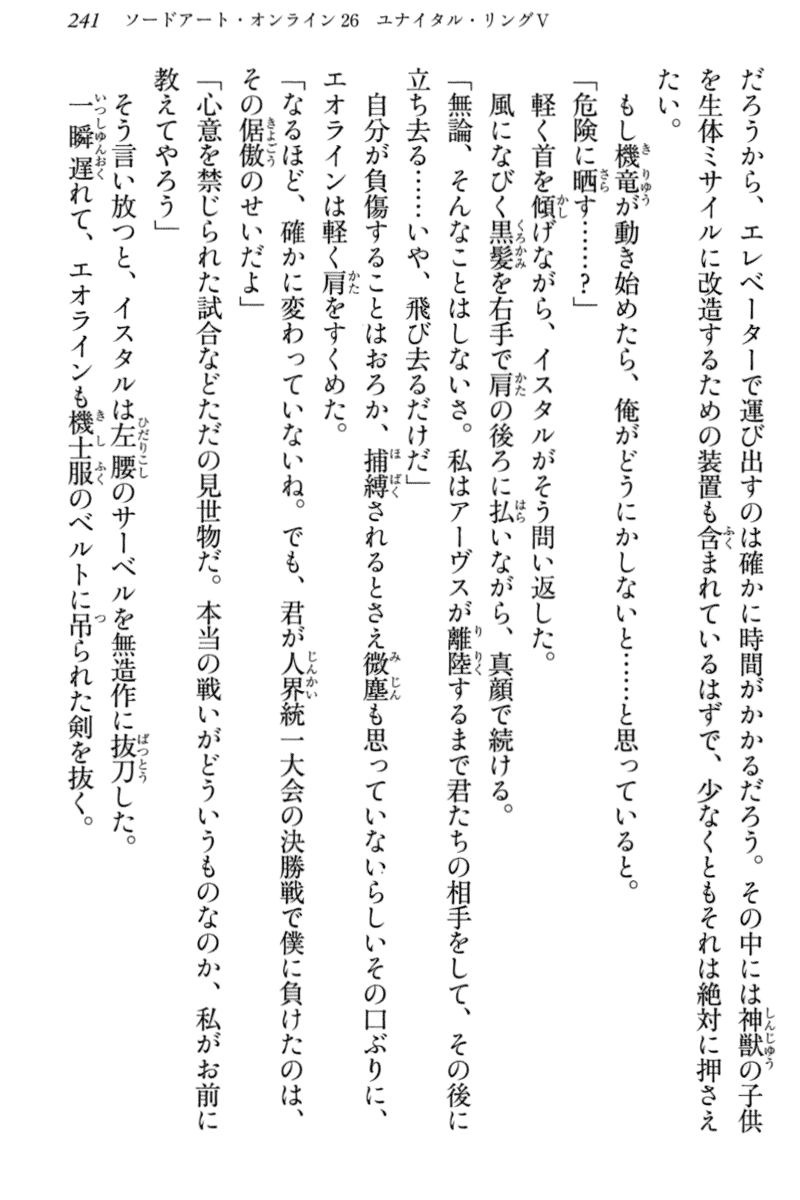 241 ソードアート・オンライン26 ユナイタル・リングⅤ
だろうから、エレベーターで運び出すのは確かに時間がかかるだろう。その中には神獣の子供
を生体ミサイルに改造するための装置も含まれているはずで、少なくともそれは絶対に押さえ
たい。
もし機竜が動き始めたら、俺がどうにかしないと……と思っていると。
「危険に晒す……？」
軽く首を傾げながら、イスタルがそう問い返した。
風になびく黒髪を右手で肩の後ろに払いながら、真顔で続ける。
「無論、そんなことはしないさ。私はアーヴスが離陸するまで君たちの相手をして、その後に
立ち去る……いや、飛び去るだけだ」
自分が負傷することはおろか、捕縛されるとさえ微塵も思っていないらしいその口ぶりに、
エオラインは軽く肩をすくめた。
「なるほど、確かに変わっていないね。でも、君が人界統一大会の決勝戦で僕に負けたのは、
その倨傲のせいだよ」
「心意を禁じられた試合などただの見世物だ。本当の戦いがどういうものなのか、私がお前に
教えてやろう」
そう言い放つと、イスタルは左腰のサーベルを無造作に抜刀した。
一瞬遅れて、エオラインも機士服のベルトに吊られた剣を抜く。